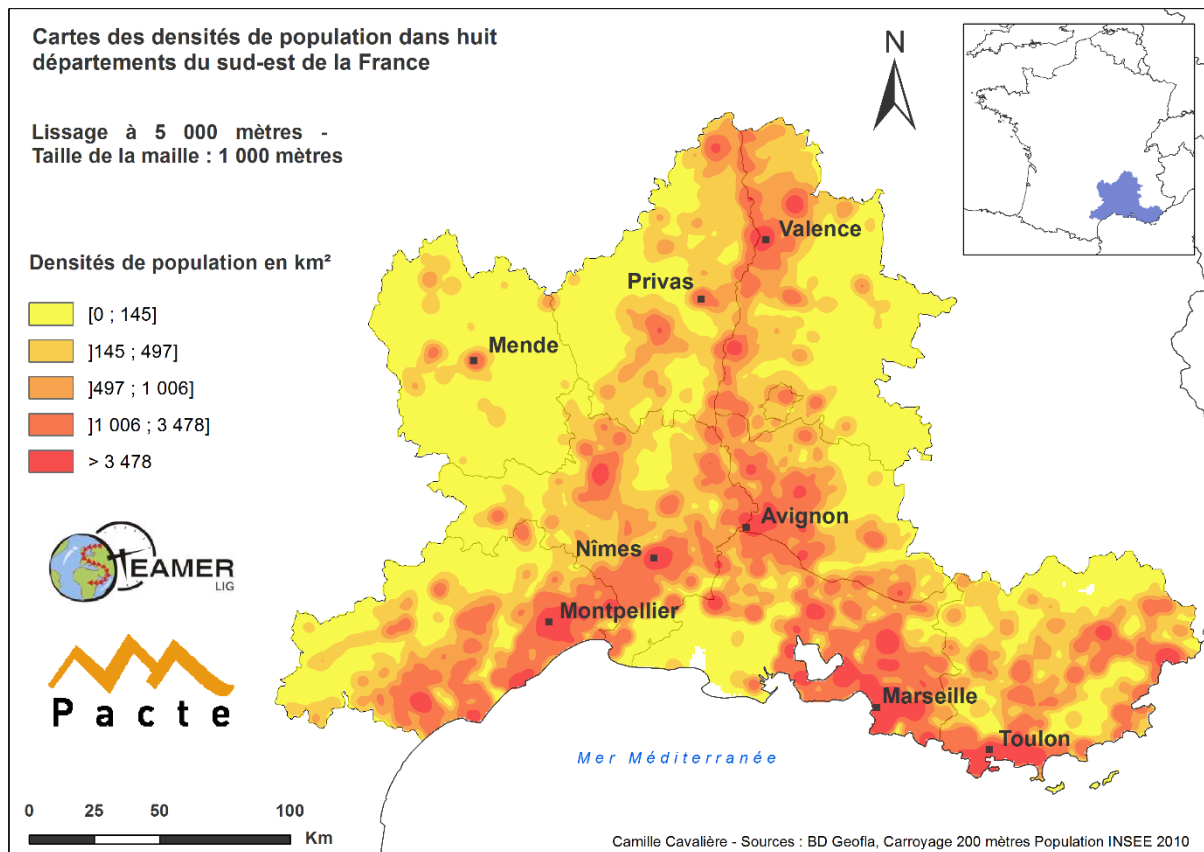 Cartes des densités de population dans huit
départements du sud-est de la France
Lissage à 5 000 mètres -
Taille de la maille : 1 000 mètres
Densités de population en km²
[0 ; 145]
]145 ; 497]
]497 ; 1 006]
]1 006 ; 3 478]
> 3 478
STEAMER
LIG
Pacte
N
Valence
Privas
Mende
Avignon
Nîmes
Montpellier
Marseille
Toulon
Mer Méditerranée
0 25 50 100
Km
Camille Cavalière - Sources : BD Geofla, Carroyage 200 mètres Population INSEE 2010